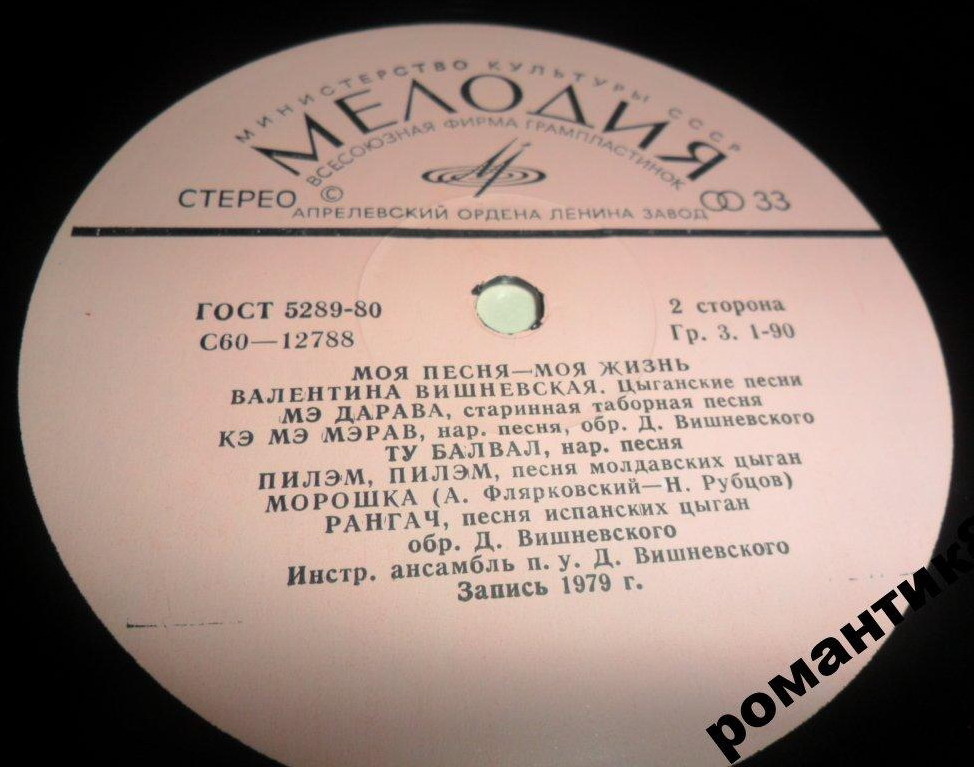 МИНИСТЕРСТВО КУЛЬТУРЫ СССР
МЕЛОДИЯ
ВСЕСОЮЗНАЯ ФИРМА ГРАМПЛАСТИНОК
СТЕРЕО © 33
АПРЕЛЕВСКИЙ ОРДЕНА ЛЕНИНА ЗАВОД
ГОСТ 5289-80 2 сторона
С60—12788 Гр. 3. 1-90
МОЯ ПЕСНЯ—МОЯ ЖИЗНЬ
ВАЛЕНТИНА ВИШНЕВСКАЯ. Цыганские песни
МЭ ДАРАВА, старинная таборная песня
КЭ МЭ МЭРАВ, нар. песня, обр. Д. Вишневского
ТУ БАЛВАЛ, нар. песня
ПИЛЭМ, ПИЛЭМ, песня молдавских цыган
МОРОШКА (А. Флярковский—Н. Рубцов)
РАНГАЧ, песня испанских цыган
обр. Д. Вишневского
Инстр. ансамбль п. у. Д. Вишневского
Запись 1979 г.